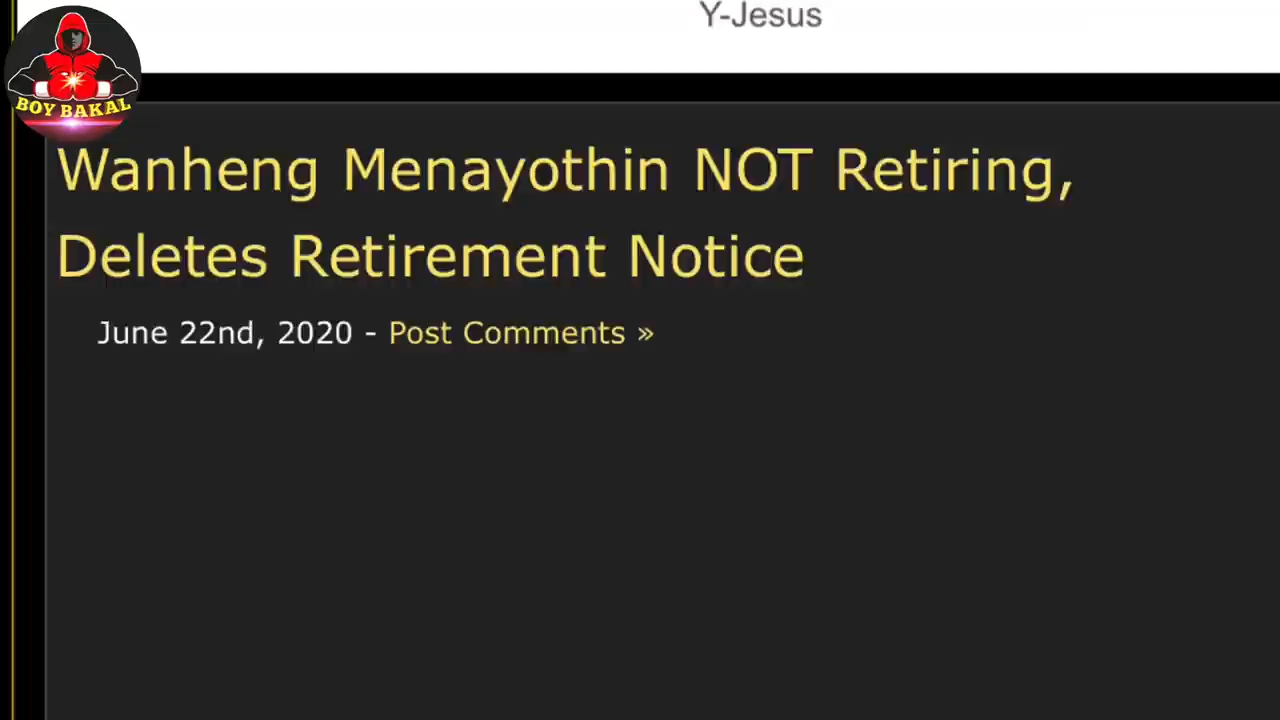 Y-Jesus
BOY BAKAL
Wanheng Menayothin NOT Retiring,
Deletes Retirement Notice
June 22nd, 2020 - Post Comments »